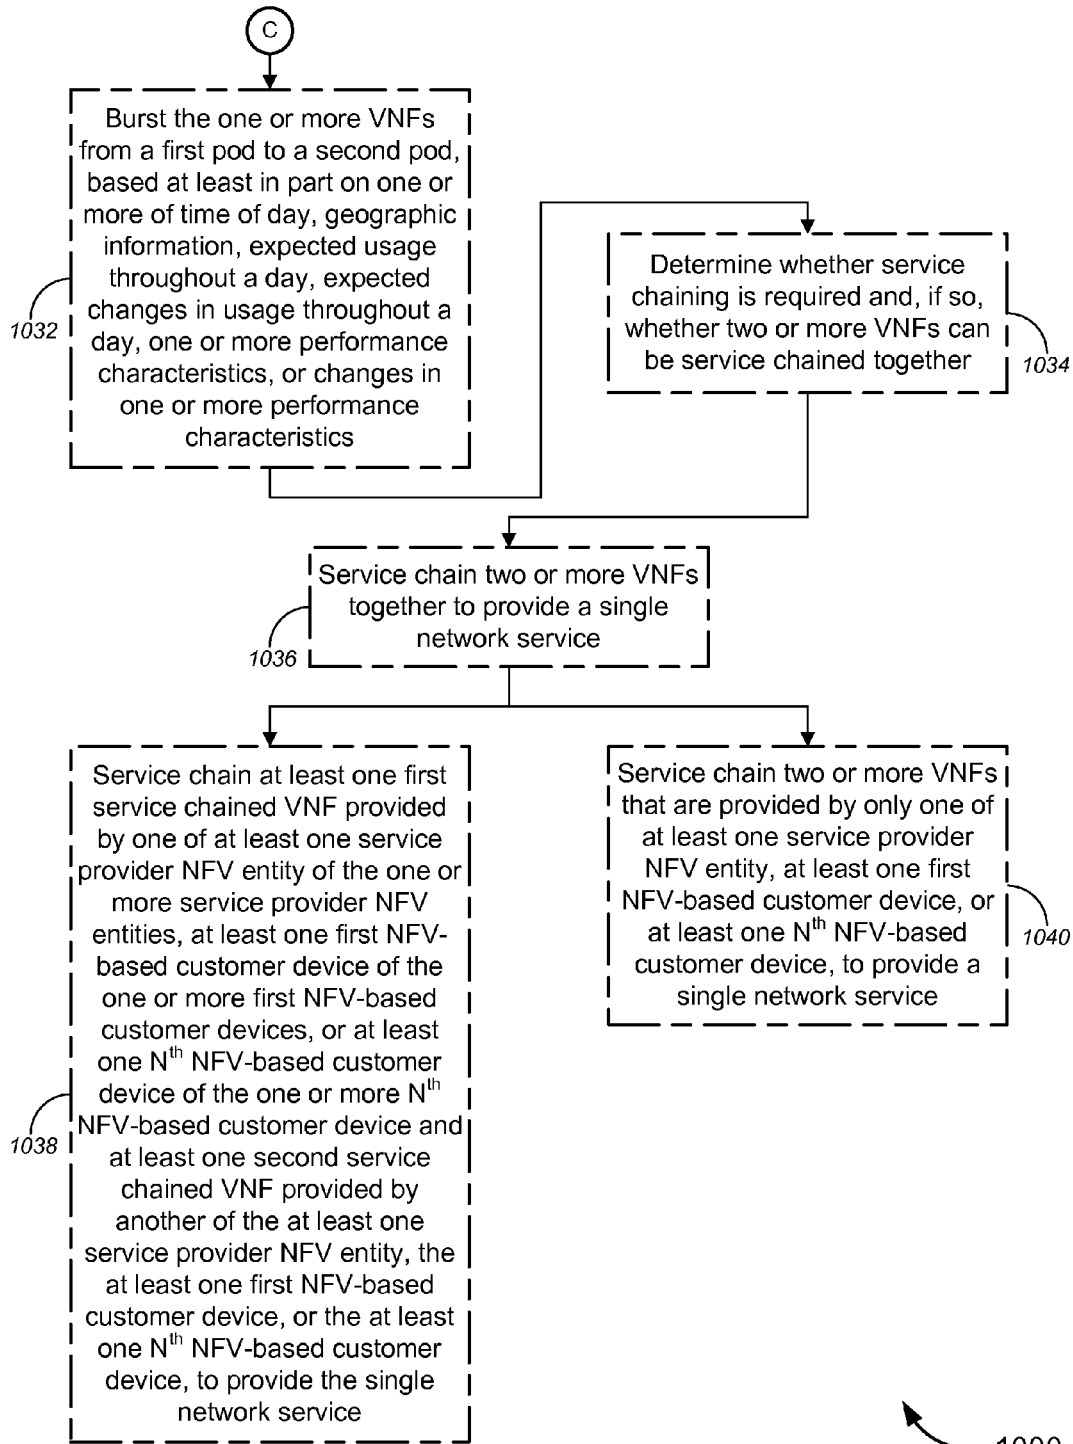 C
Burst the one or more VNFs
from a first pod to a second pod,
based at least in part on one or
more of time of day, geographic
information, expected usage
throughout a day, expected
changes in usage throughout a
day, one or more performance
characteristics, or changes in
one or more performance
characteristics
1032
Determine whether service
chaining is required and, if so,
whether two or more VNFs can
be service chained together
1034
Service chain two or more VNFs
together to provide a single
network service
1036
Service chain at least one first
service chained VNF provided
by one of at least one service
provider NFV entity of the one or
more service provider NFV
entities, at least one first NFV-
based customer device of the
one or more first NFV-based
customer devices, or at least
one Nth NFV-based customer
device of the one or more Nth
NFV-based customer device and
at least one second service
chained VNF provided by
another of the at least one
service provider NFV entity, the
at least one first NFV-based
customer device, or the at least
one Nth NFV-based customer
device, to provide the single
network service
1038
Service chain two or more VNFs
that are provided by only one of
at least one service provider
NFV entity, at least one first
NFV-based customer device, or
at least one Nth NFV-based
customer device, to provide a
single network service
1040